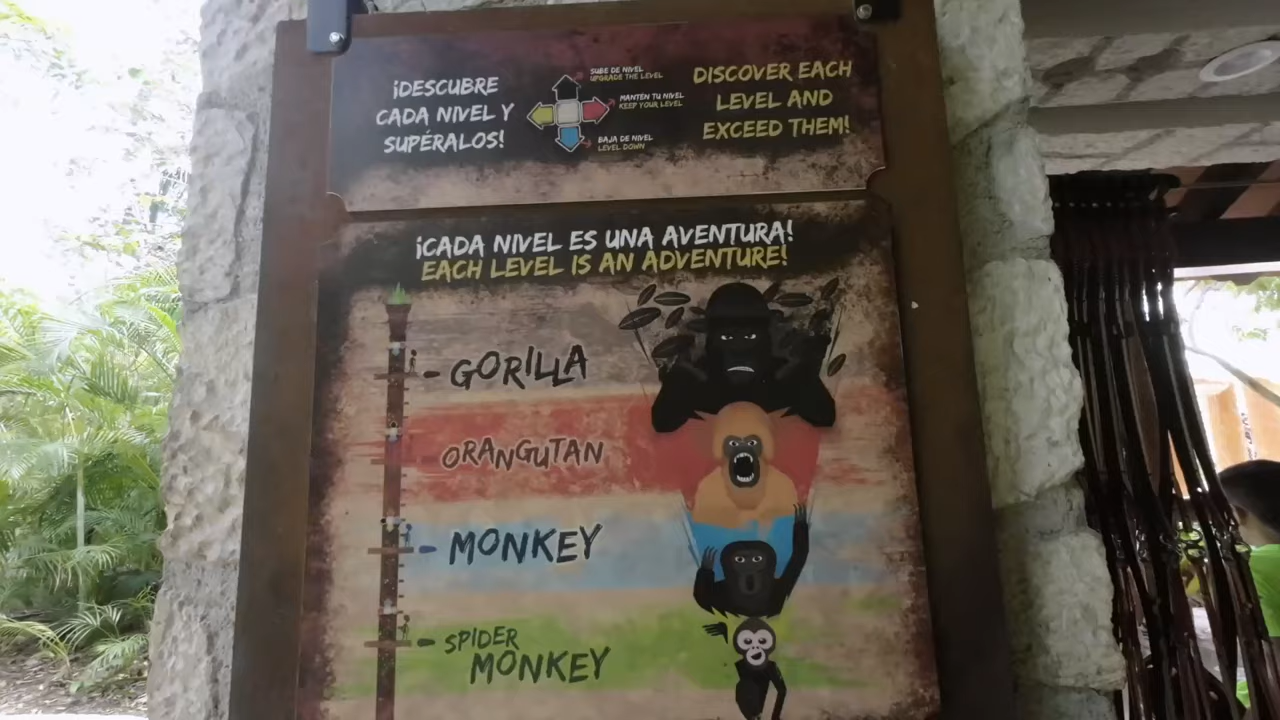 ¡DESCUBRE
CADA NIVEL Y
SUPÉRALOS!
SUBE DE NIVEL
UPGRADE THE LEVEL
MANTÉN TU NIVEL
KEEP YOUR LEVEL
BAJA DE NIVEL
LEVEL DOWN
DISCOVER EACH
LEVEL AND
EXCEED THEM!
¡CADA NIVEL ES UNA AVENTURA!
EACH LEVEL IS AN ADVENTURE!
- GORILLA
ORANGUTAN
- MONKEY
- SPIDER
MONKEY